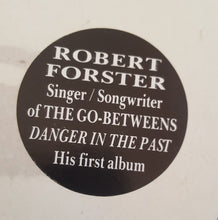 ROBERT
FORSTER
Singer / Songwriter
of THE GO-BETWEENS
DANGER IN THE PAST
His first album